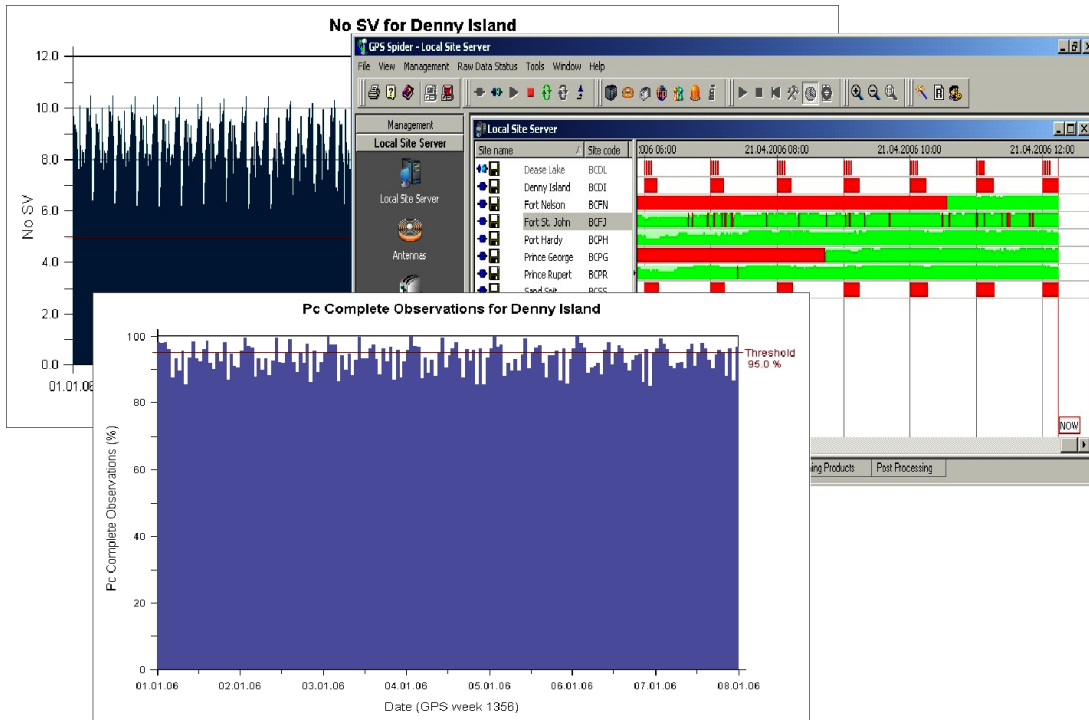 No SV for Denny Island
12.0
10.0
8.0
6.0
4.0
2.0
0.0
No SV
01.01.06
GPS Spider - Local Site Server
File View Management Raw Data Status Tools Window Help
Management
Local Site Server
Local Site Server
Antennas
Local Site Server
Site name Site code
:006 06:00 21.04.2006 08:00 21.04.2006 10:00 21.04.2006 12:00
Dease Lake BCDL
Denny Island BCDI
Fort Nelson BCFN
Fort St. John BCFJ
Port Hardy BCPH
Prince George BCPG
Prince Rupert BCPR
Sand Spit BCSS
NOW
ing Products Post Processing
Pc Complete Observations for Denny Island
100
80
60
40
20
0
Pc Complete Observations (%)
Threshold
95.0 %
01.01.06 02.01.06 03.01.06 04.01.06 05.01.06 06.01.06 07.01.06 08.01.06
Date (GPS week 1356)